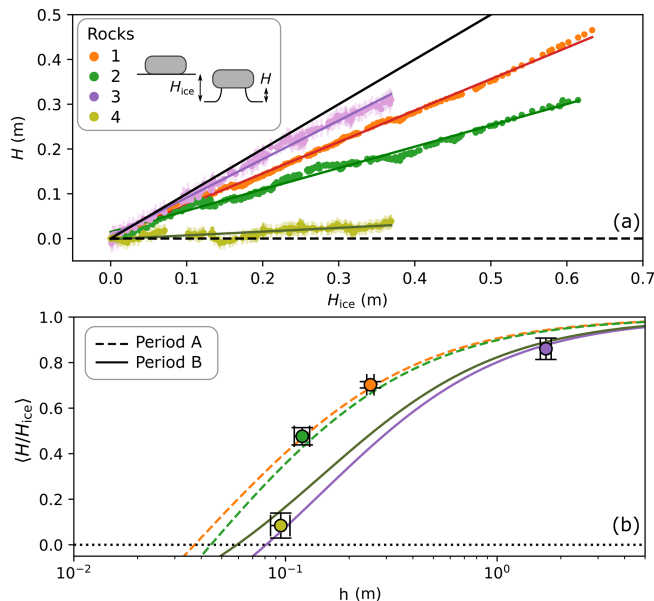 0.5
0.4
0.3
0.2
0.1
0.0
H (m)
Rocks
1
2
3
4
H_ice
H
(a)
0.0 0.1 0.2 0.3 0.4 0.5 0.6 0.7
H_ice (m)
1.0
0.8
0.6
0.4
0.2
0.0
⟨H/H_ice⟩
Period A
Period B
(b)
10⁻² 10⁻¹ 10⁰
h (m)